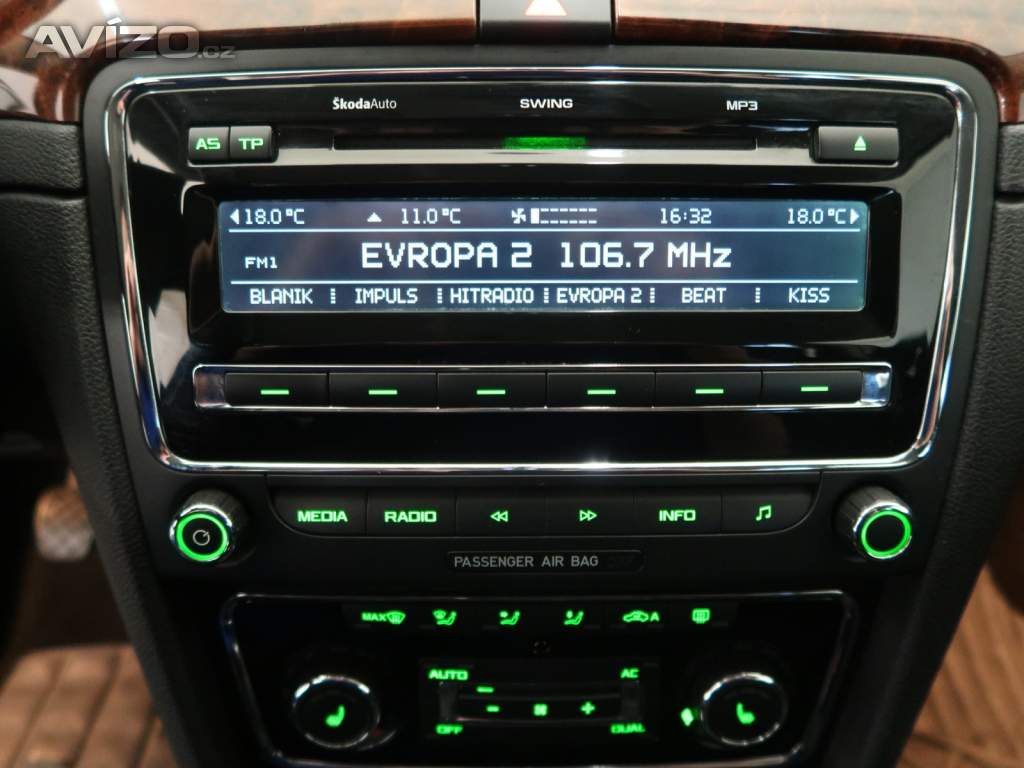 AVÍZO.cz
ŠkodaAuto SWING MP3
AS TP
18.0°C 11.0°C 16:32 18.0°C
FM1 EVROPA 2 106.7 MHz
BLANIK IMPULS HITRADIO EVROPA 2 BEAT KISS
MEDIA RADIO INFO
PASSENGER AIR BAG
MAX A
AUTO AC
OFF DUAL